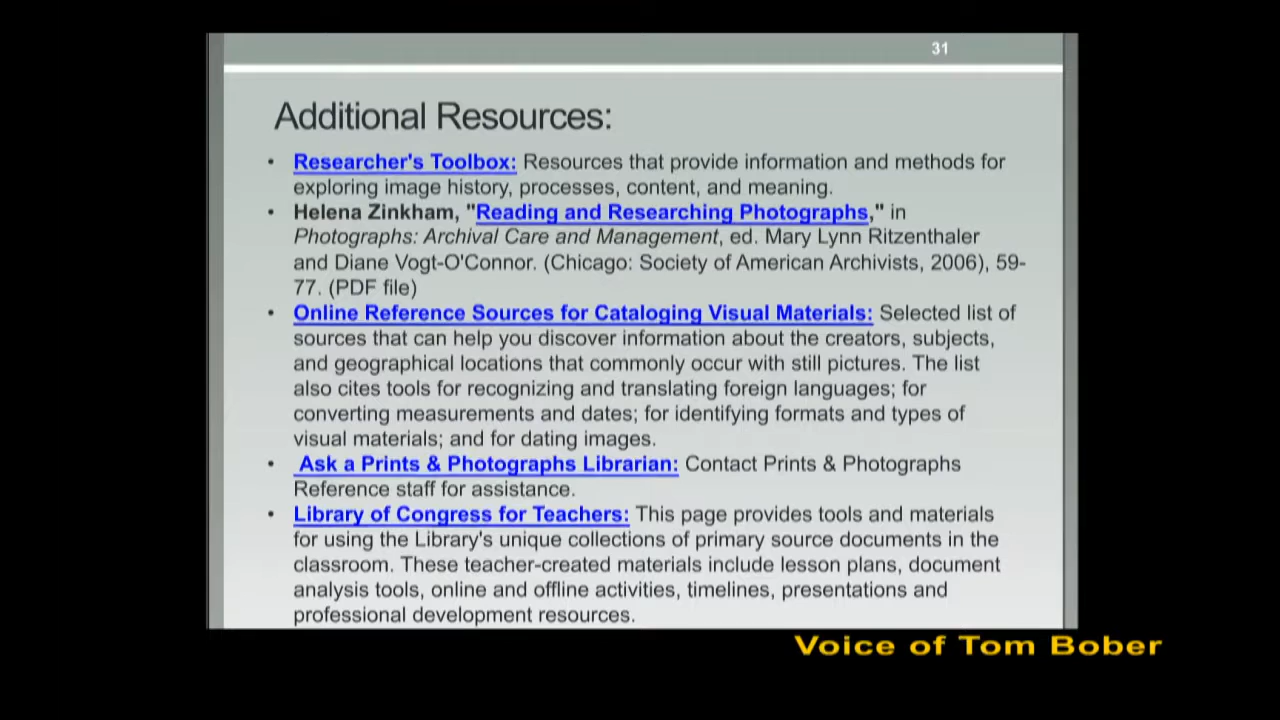 31
Additional Resources:
• Researcher's Toolbox: Resources that provide information and methods for
exploring image history, processes, content, and meaning.
• Helena Zinkham, "Reading and Researching Photographs," in
Photographs: Archival Care and Management, ed. Mary Lynn Ritzenthaler
and Diane Vogt-O'Connor. (Chicago: Society of American Archivists, 2006), 59-
77. (PDF file)
• Online Reference Sources for Cataloging Visual Materials: Selected list of
sources that can help you discover information about the creators, subjects,
and geographical locations that commonly occur with still pictures. The list
also cites tools for recognizing and translating foreign languages; for
converting measurements and dates; for identifying formats and types of
visual materials; and for dating images.
• Ask a Prints & Photographs Librarian: Contact Prints & Photographs
Reference staff for assistance.
• Library of Congress for Teachers: This page provides tools and materials
for using the Library's unique collections of primary source documents in the
classroom. These teacher-created materials include lesson plans, document
analysis tools, online and offline activities, timelines, presentations and
professional development resources.
Voice of Tom Bober